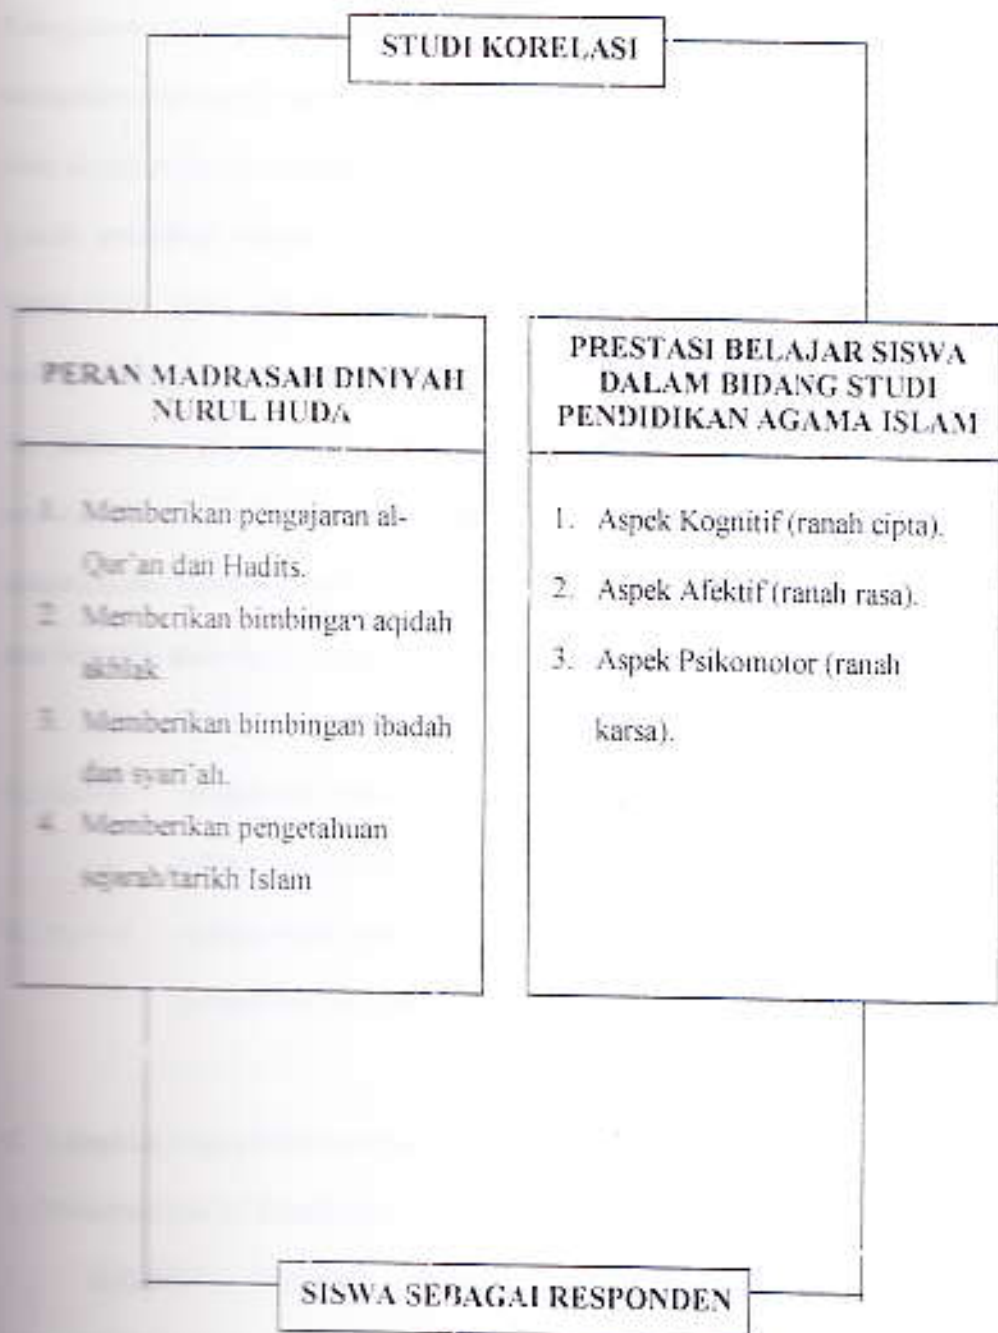 STUDI KORELASI
PERAN MADRASAH DINIYAH
NURUL HUDA
1. Memberikan pengajaran al-
Qur'an dan Hadits.
2. Memberikan bimbingan aqidah
akhlak.
3. Memberikan bimbingan ibadah
dan syari'ah.
4. Memberikan pengetahuan
sejarah/tarikh Islam
PRESTASI BELAJAR SISWA
DALAM BIDANG STUDI
PENDIDIKAN AGAMA ISLAM
1. Aspek Kognitif (ranah cipta).
2. Aspek Afektif (ranah rasa).
3. Aspek Psikomotor (ranah
karsa).
SISWA SEBAGAI RESPONDEN